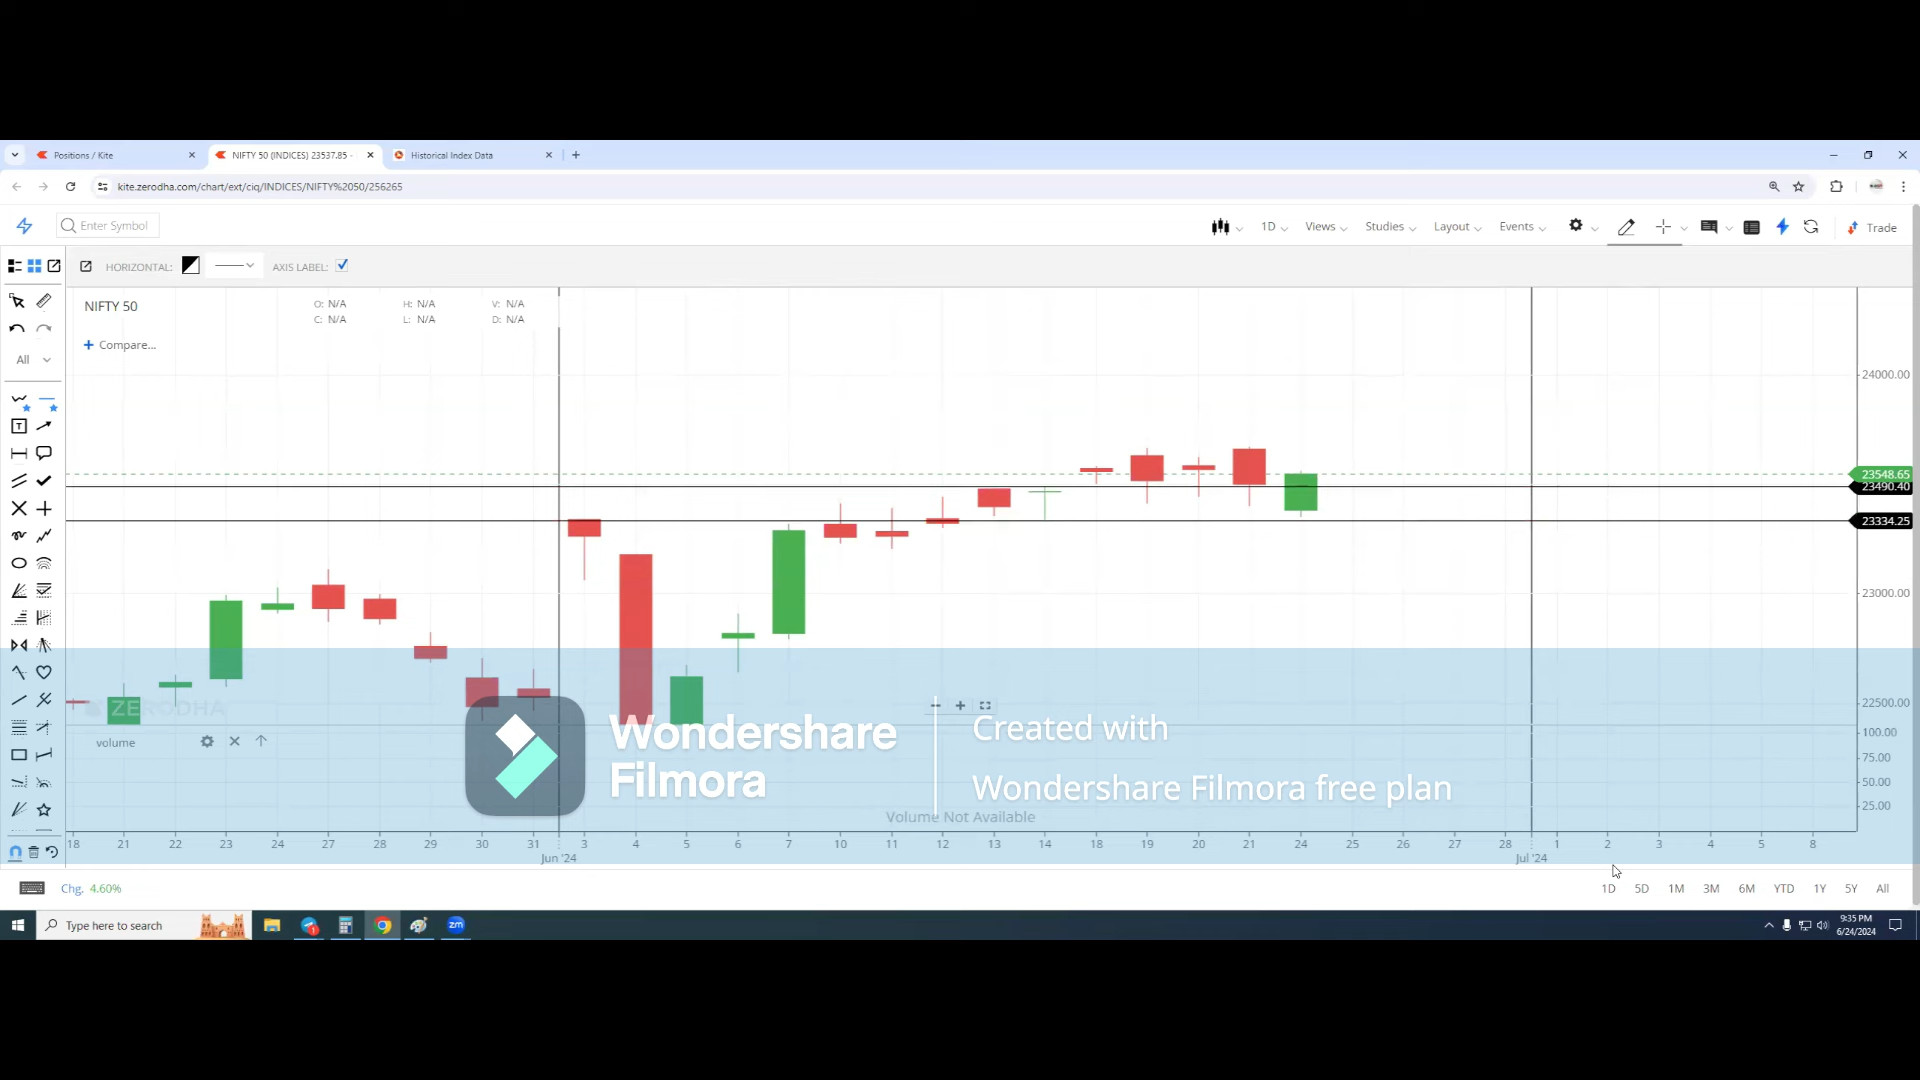 Positions / Kite
NIFTY 50 (INDICES) 23537.85 -
Historical Index Data
kite.zerodha.com/chart/ext/ciq/INDICES/NIFTY%2050/256265
Enter Symbol
1D
Views
Studies
Layout
Events
Trade
HORIZONTAL:
AXIS LABEL:
NIFTY 50
O: N/A H: N/A V: N/A
C: N/A L: N/A D: N/A
Compare...
All
24000.00
23548.65
23490.40
23334.25
23000.00
22500.00
ZERODHA
volume
100.00
75.00
50.00
25.00
Wondershare
Filmora
Created with
Wondershare Filmora free plan
Volume Not Available
18 21 22 23 24 27 28 29 30 31 3 4 5 6 7 10 11 12 13 14 18 19 20 21 24 25 26 27 28 1 2 3 4 5 8
Jun '24 Jul '24
Chg. 4.60%
1D 5D 1M 3M 6M YTD 1Y 5Y All
Type here to search
zm
9:35 PM
6/24/2024